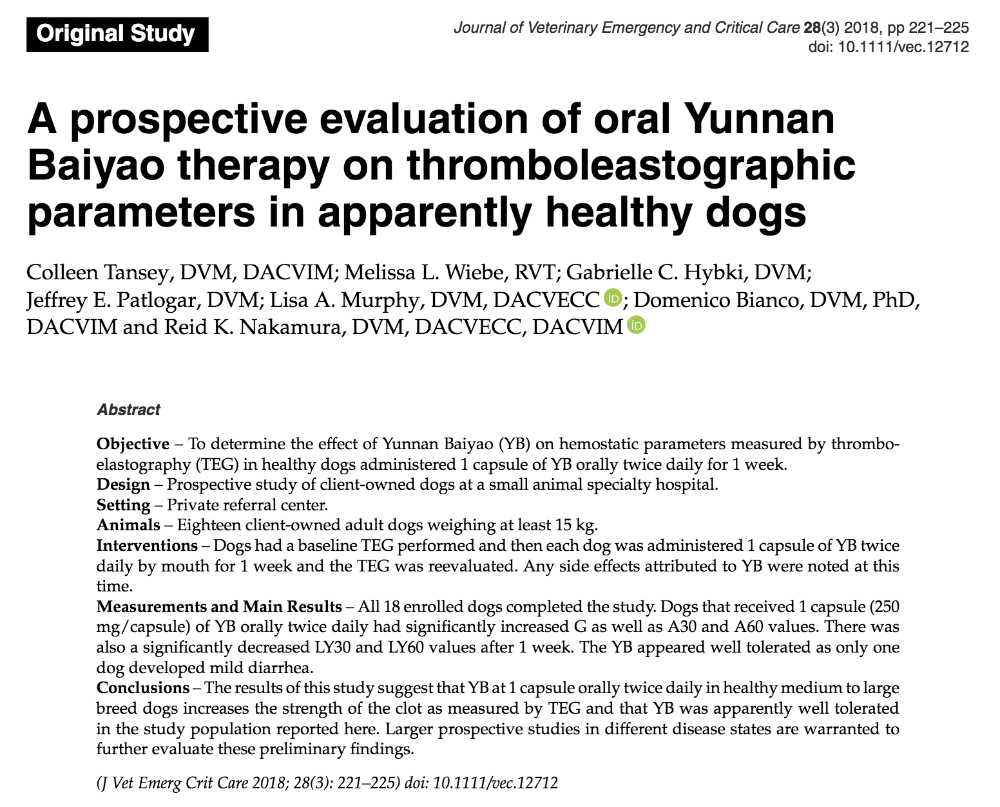 Original Study
Journal of Veterinary Emergency and Critical Care 28(3) 2018, pp 221–225
doi: 10.1111/vec.12712
A prospective evaluation of oral Yunnan
Baiyao therapy on thromboleastographic
parameters in apparently healthy dogs
Colleen Tansey, DVM, DACVIM; Melissa L. Wiebe, RVT; Gabrielle C. Hybki, DVM;
Jeffrey E. Patlogar, DVM; Lisa A. Murphy, DVM, DACVECC iD; Domenico Bianco, DVM, PhD,
DACVIM and Reid K. Nakamura, DVM, DACVECC, DACVIM iD
Abstract
Objective – To determine the effect of Yunnan Baiyao (YB) on hemostatic parameters measured by thrombo-
elastography (TEG) in healthy dogs administered 1 capsule of YB orally twice daily for 1 week.
Design – Prospective study of client-owned dogs at a small animal specialty hospital.
Setting – Private referral center.
Animals – Eighteen client-owned adult dogs weighing at least 15 kg.
Interventions – Dogs had a baseline TEG performed and then each dog was administered 1 capsule of YB twice
daily by mouth for 1 week and the TEG was reevaluated. Any side effects attributed to YB were noted at this
time.
Measurements and Main Results – All 18 enrolled dogs completed the study. Dogs that received 1 capsule (250
mg/capsule) of YB orally twice daily had significantly increased G as well as A30 and A60 values. There was
also a significantly decreased LY30 and LY60 values after 1 week. The YB appeared well tolerated as only one
dog developed mild diarrhea.
Conclusions – The results of this study suggest that YB at 1 capsule orally twice daily in healthy medium to large
breed dogs increases the strength of the clot as measured by TEG and that YB was apparently well tolerated
in the study population reported here. Larger prospective studies in different disease states are warranted to
further evaluate these preliminary findings.
(J Vet Emerg Crit Care 2018; 28(3): 221–225) doi: 10.1111/vec.12712